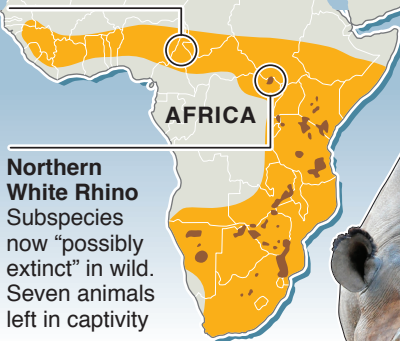 AFRICA
Northern
White Rhino
Subspecies
now “possibly
extinct” in wild.
Seven animals
left in captivity